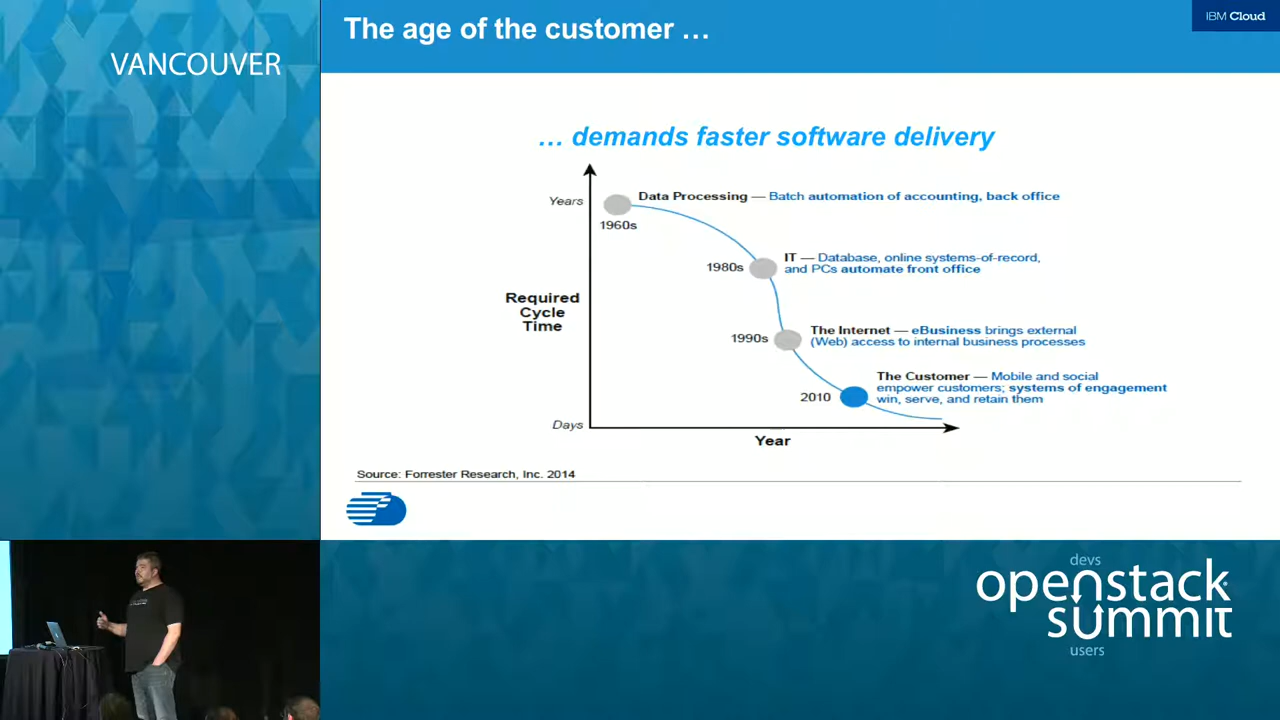 VANCOUVER
The age of the customer …
IBM Cloud
… demands faster software delivery
Years
Data Processing — Batch automation of accounting, back office
1960s
1980s
IT — Database, online systems-of-record,
and PCs automate front office
Required
Cycle
Time
1990s
The Internet — eBusiness brings external
(Web) access to internal business processes
2010
The Customer — Mobile and social
empower customers; systems of engagement
win, serve, and retain them
Days
Year
Source: Forrester Research, Inc. 2014
devs
openstack
summit
users